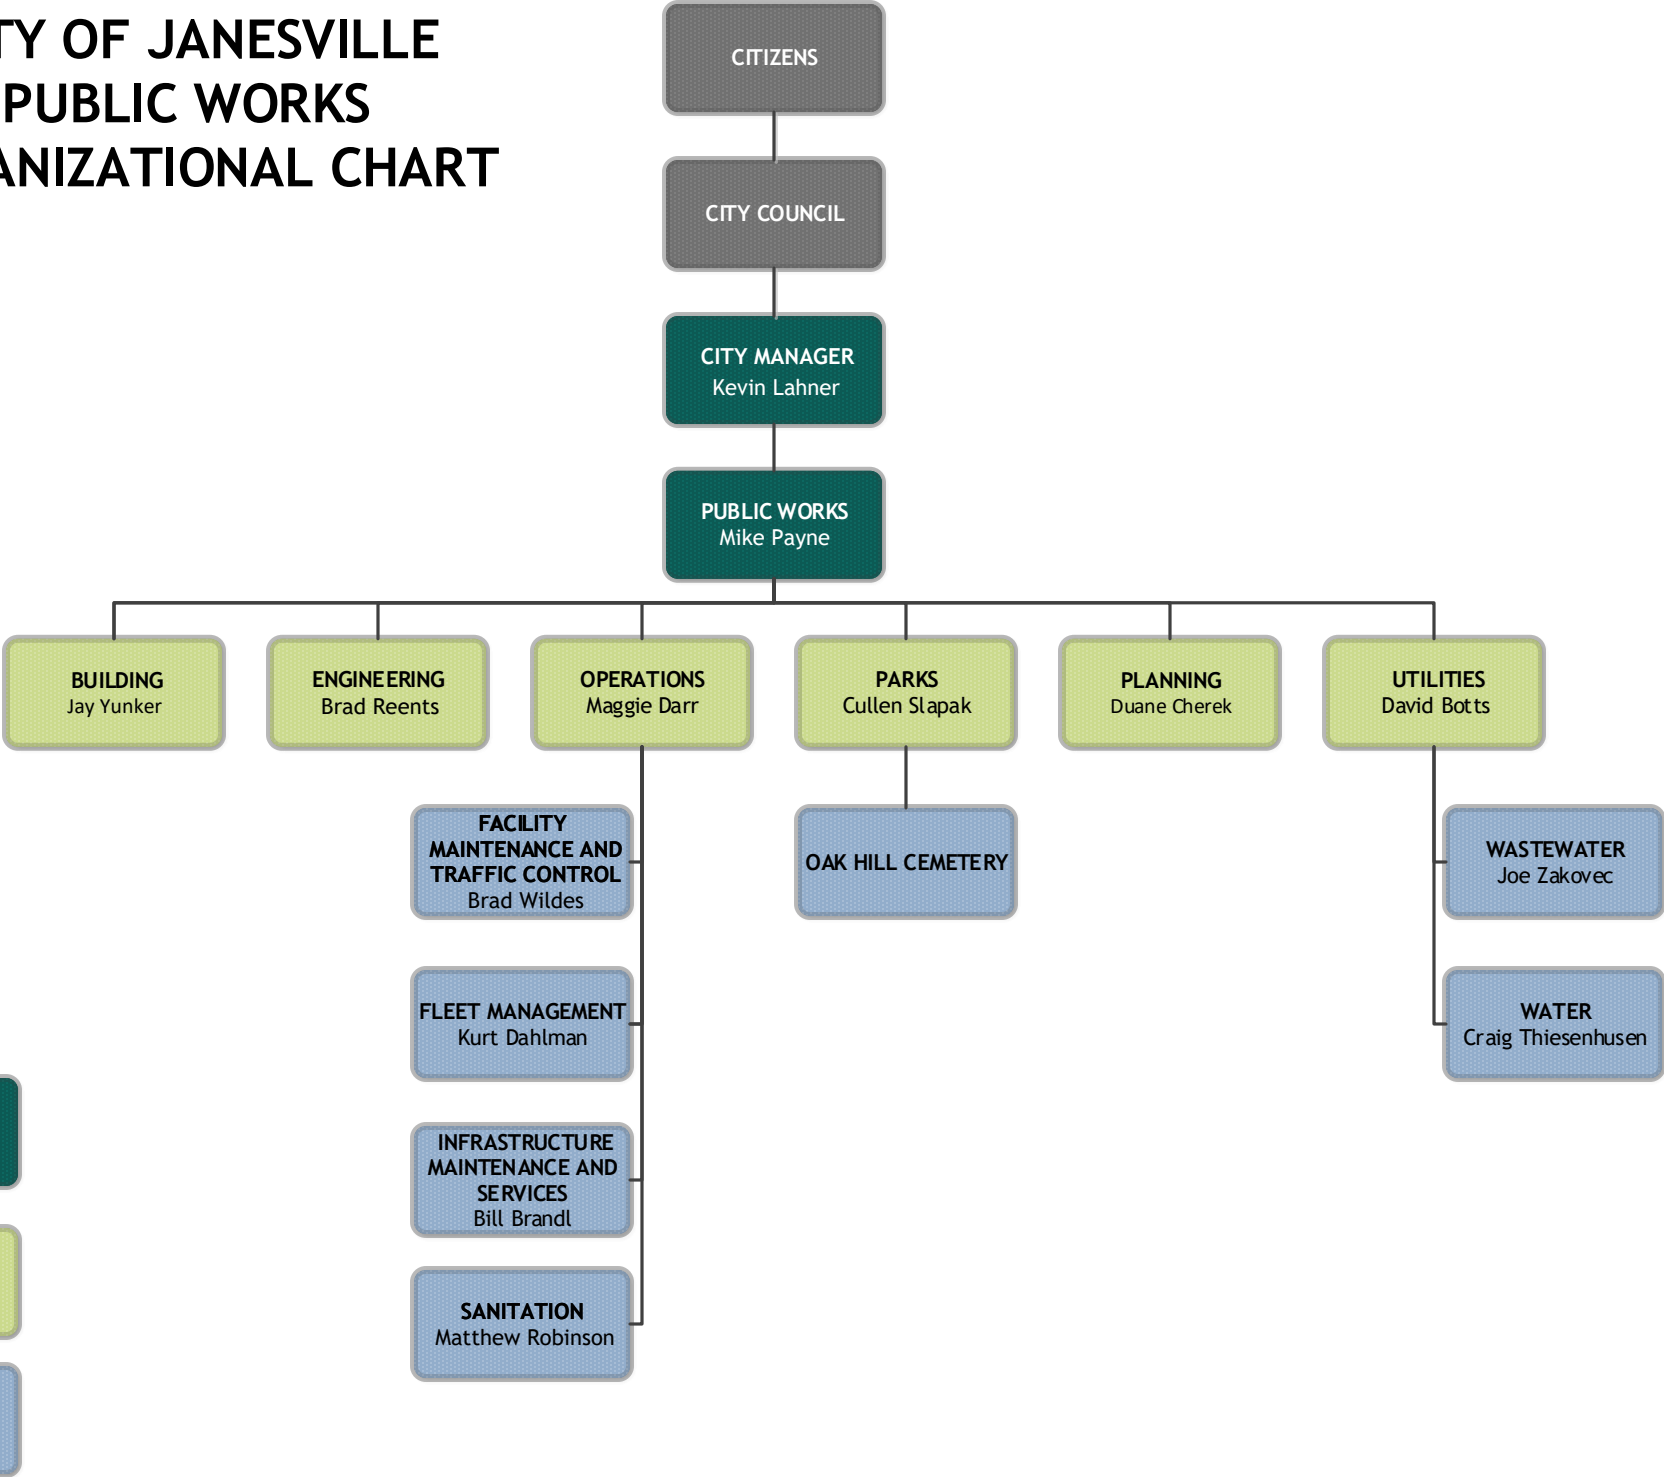 TY OF JANESVILLE
PUBLIC WORKS
ANIZATIONAL CHART
CITIZENS
CITY COUNCIL
CITY MANAGER
Kevin Lahner
PUBLIC WORKS
Mike Payne
BUILDING
Jay Yunker
ENGINEERING
Brad Reents
OPERATIONS
Maggie Darr
PARKS
Cullen Slapak
PLANNING
Duane Cherek
UTILITIES
David Botts
FACILITY
MAINTENANCE AND
TRAFFIC CONTROL
Brad Wildes
OAK HILL CEMETERY
WASTEWATER
Joe Zakovec
FLEET MANAGEMENT
Kurt Dahlman
WATER
Craig Thiesenhusen
INFRASTRUCTURE
MAINTENANCE AND
SERVICES
Bill Brandl
SANITATION
Matthew Robinson